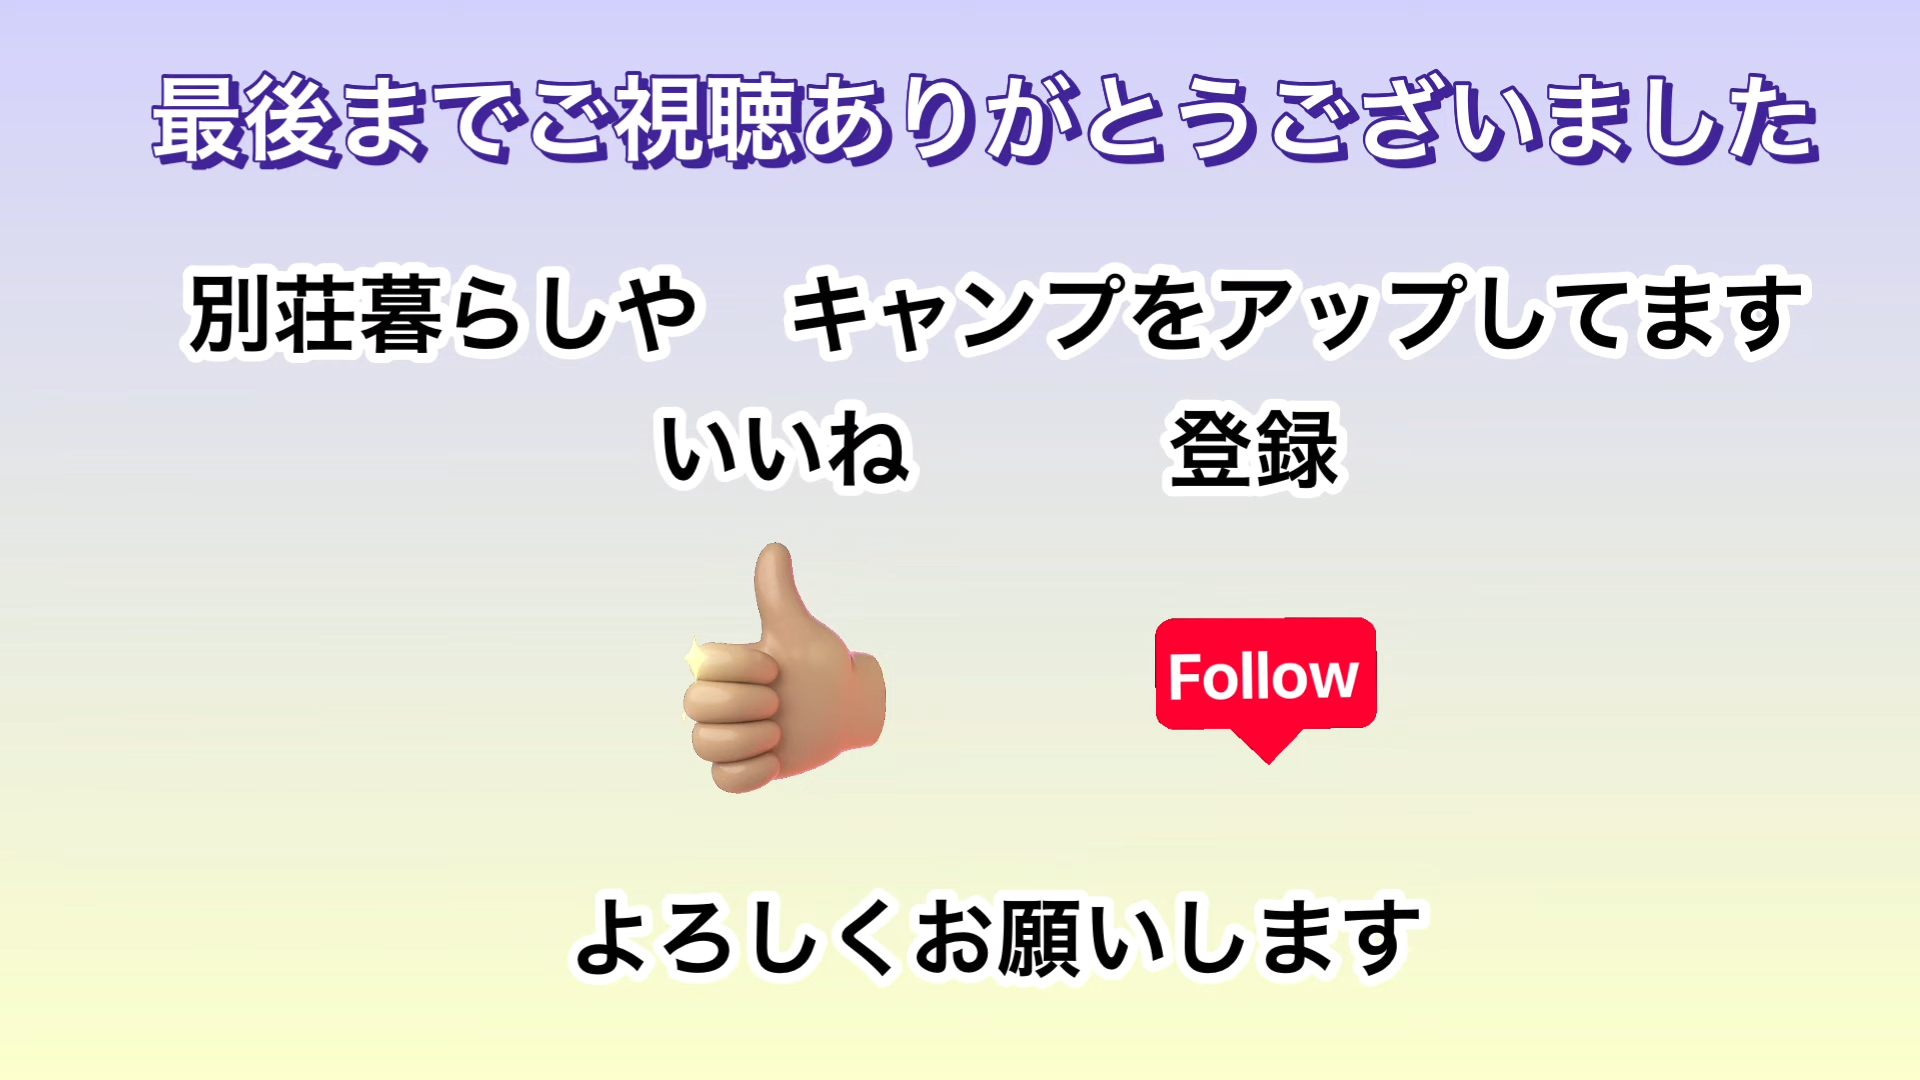 最後までご視聴ありがとうございました
別荘暮らしや　キャンプをアップしてます
いいね　登録
Follow
よろしくお願いします